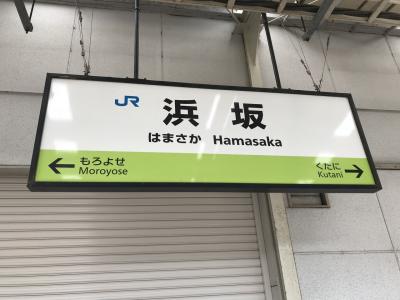 JR 浜坂
はまさか Hamasaka
← もろよせ
Moroyose
くたに →
Kutani